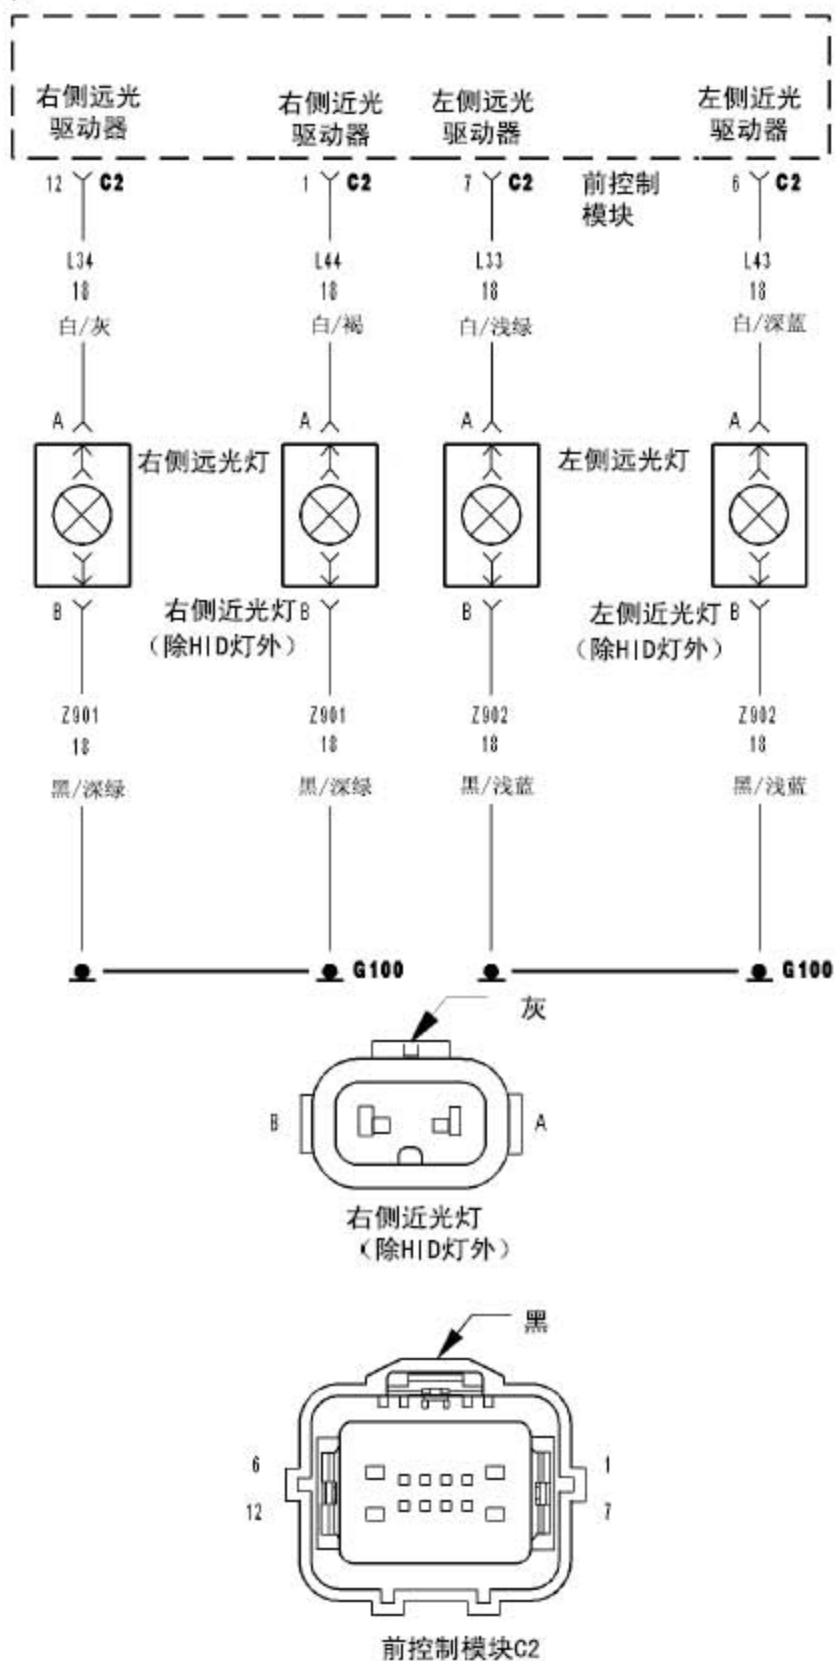 右侧远光
驱动器
右侧近光
驱动器
左侧远光
驱动器
左侧近光
驱动器
12 C2
1 C2
7 C2
前控制
模块
6 C2
L34
18
白/灰
L44
18
白/褐
L33
18
白/浅绿
L43
18
白/深蓝
A
右侧远光灯
A
A
左侧远光灯
A
B
右侧近光灯
(除HID灯外)
B
B
左侧近光灯
(除HID灯外)
B
Z901
18
黑/深绿
Z901
18
黑/深绿
Z902
18
黑/浅蓝
Z902
18
黑/浅蓝
G100
G100
灰
B
A
右侧近光灯
(除HID灯外)
黑
6
1
12
7
前控制模块C2